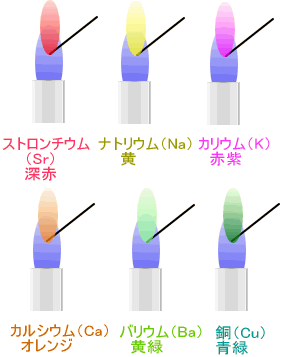 ストロンチウム
(Sr)
深赤
ナトリウム(Na)
黄
カリウム(K)
赤紫
カルシウム(Ca)
オレンジ
バリウム(Ba)
黄緑
銅(Cu)
青緑